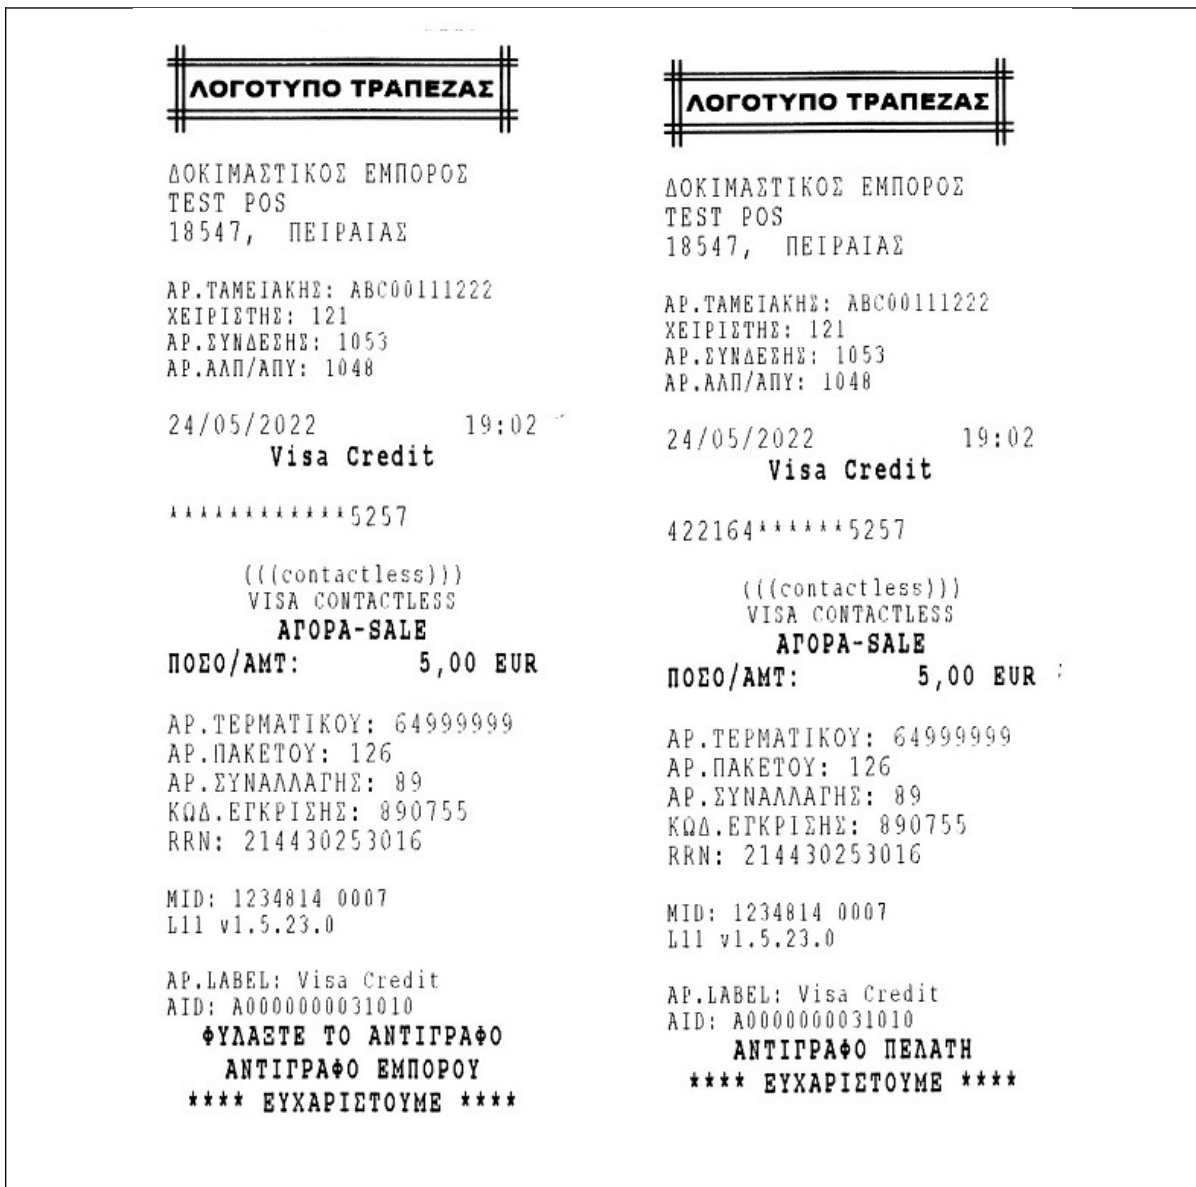 ΛΟΓΟΤΥΠΟ ΤΡΑΠΕΖΑΣ
ΔΟΚΙΜΑΣΤΙΚΟΣ ΕΜΠΟΡΟΣ
TEST POS
18547, ΠΕΙΡΑΙΑΣ
ΑΡ.ΤΑΜΕΙΑΚΗΣ: ABC00111222
ΧΕΙΡΙΣΤΗΣ: 121
ΑΡ.ΣΥΝΔΕΣΗΣ: 1053
ΑΡ.ΑΛΠ/ΑΠΥ: 1048
24/05/2022 19:02
Visa Credit
************5257
(((contactless)))
VISA CONTACTLESS
ΑΓΟΡΑ-SALE
ΠΟΣΟ/AMT: 5,00 EUR
ΑΡ.ΤΕΡΜΑΤΙΚΟΥ: 64999999
ΑΡ.ΠΑΚΕΤΟΥ: 126
ΑΡ.ΣΥΝΑΛΛΑΓΗΣ: 89
ΚΩΔ.ΕΓΚΡΙΣΗΣ: 890755
RRN: 214430253016
MID: 1234814 0007
L11 v1.5.23.0
AP.LABEL: Visa Credit
AID: A0000000031010
ΦΥΛΑΞΤΕ ΤΟ ΑΝΤΙΓΡΑΦΟ
ΑΝΤΙΓΡΑΦΟ ΕΜΠΟΡΟΥ
**** ΕΥΧΑΡΙΣΤΟΥΜΕ ****
ΛΟΓΟΤΥΠΟ ΤΡΑΠΕΖΑΣ
ΔΟΚΙΜΑΣΤΙΚΟΣ ΕΜΠΟΡΟΣ
TEST POS
18547, ΠΕΙΡΑΙΑΣ
ΑΡ.ΤΑΜΕΙΑΚΗΣ: ABC00111222
ΧΕΙΡΙΣΤΗΣ: 121
ΑΡ.ΣΥΝΔΕΣΗΣ: 1053
ΑΡ.ΑΛΠ/ΑΠΥ: 1048
24/05/2022 19:02
Visa Credit
422164******5257
(((contactless)))
VISA CONTACTLESS
ΑΓΟΡΑ-SALE
ΠΟΣΟ/AMT: 5,00 EUR
ΑΡ.ΤΕΡΜΑΤΙΚΟΥ: 64999999
ΑΡ.ΠΑΚΕΤΟΥ: 126
ΑΡ.ΣΥΝΑΛΛΑΓΗΣ: 89
ΚΩΔ.ΕΓΚΡΙΣΗΣ: 890755
RRN: 214430253016
MID: 1234814 0007
L11 v1.5.23.0
AP.LABEL: Visa Credit
AID: A0000000031010
ΑΝΤΙΓΡΑΦΟ ΠΕΛΑΤΗ
**** ΕΥΧΑΡΙΣΤΟΥΜΕ ****